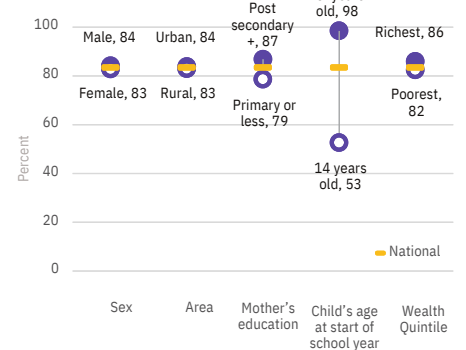 Post
secondary
+, 87
old, 98
Male, 84
Urban, 84
Richest, 86
Female, 83
Rural, 83
Primary or
less, 79
Poorest,
82
14 years
old, 53
100
80
60
40
20
0
Percent
National
Sex
Area
Mother's
education
Child's age
at start of
school year
Wealth
Quintile